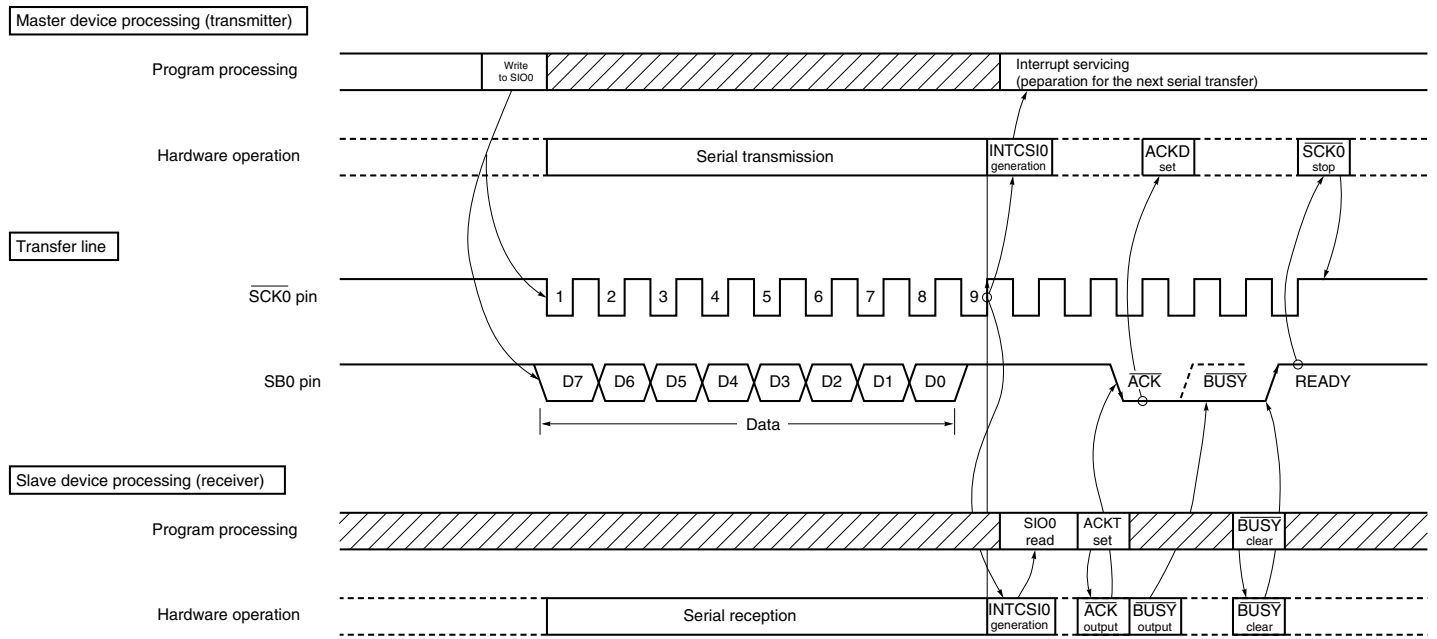 Master device processing (transmitter)
Program processing
Write
to SIO0
Interrupt servicing
(peparation for the next serial transfer)
Hardware operation
Serial transmission
INTCSI0
generation
ACKD
set
SCK0
stop
Transfer line
SCK0 pin
1 2 3 4 5 6 7 8 9
SB0 pin
D7 D6 D5 D4 D3 D2 D1 D0
ACK
BUSY
READY
Data
Slave device processing (receiver)
Program processing
SIO0
read
ACKT
set
BUSY
clear
Hardware operation
Serial reception
INTCSI0
generation
ACK
output
BUSY
output
BUSY
clear